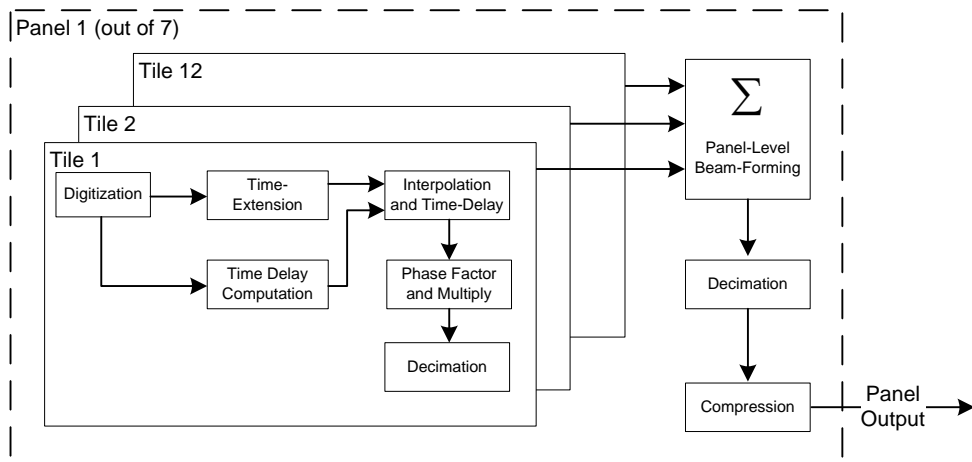 Panel 1 (out of 7)
Tile 12
Tile 2
Tile 1
Digitization
Time-
Extension
Interpolation
and Time-Delay
Time Delay
Computation
Phase Factor
and Multiply
Decimation
Σ
Panel-Level
Beam-Forming
Decimation
Compression
Panel
Output